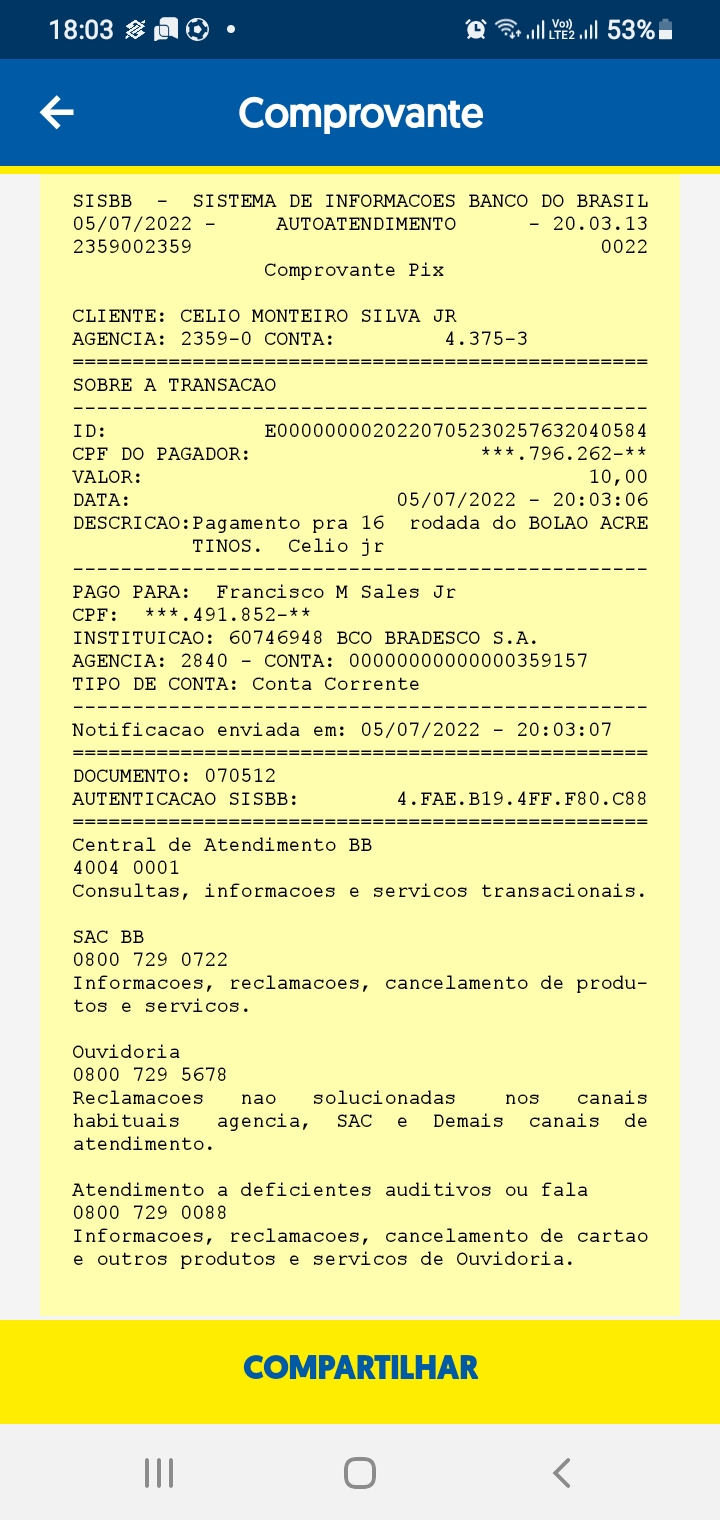 18:03
Vo)) LTE2 53%
Comprovante
SISBB - SISTEMA DE INFORMACOES BANCO DO BRASIL
05/07/2022 - AUTOATENDIMENTO - 20.03.13
2359002359 0022
Comprovante Pix
CLIENTE: CELIO MONTEIRO SILVA JR
AGENCIA: 2359-0 CONTA: 4.375-3
================================================
SOBRE A TRANSACAO
------------------------------------------------
ID: E0000000020220705230257632040584
CPF DO PAGADOR: ***.796.262-**
VALOR: 10,00
DATA: 05/07/2022 - 20:03:06
DESCRICAO:Pagamento pra 16 rodada do BOLAO ACRE
TINOS. Celio jr
------------------------------------------------
PAGO PARA: Francisco M Sales Jr
CPF: ***.491.852-**
INSTITUICAO: 60746948 BCO BRADESCO S.A.
AGENCIA: 2840 - CONTA: 00000000000000359157
TIPO DE CONTA: Conta Corrente
------------------------------------------------
Notificacao enviada em: 05/07/2022 - 20:03:07
================================================
DOCUMENTO: 070512
AUTENTICACAO SISBB: 4.FAE.B19.4FF.F80.C88
================================================
Central de Atendimento BB
4004 0001
Consultas, informacoes e servicos transacionais.
SAC BB
0800 729 0722
Informacoes, reclamacoes, cancelamento de produ-
tos e servicos.
Ouvidoria
0800 729 5678
Reclamacoes nao solucionadas nos canais
habituais agencia, SAC e Demais canais de
atendimento.
Atendimento a deficientes auditivos ou fala
0800 729 0088
Informacoes, reclamacoes, cancelamento de cartao
e outros produtos e servicos de Ouvidoria.
COMPARTILHAR